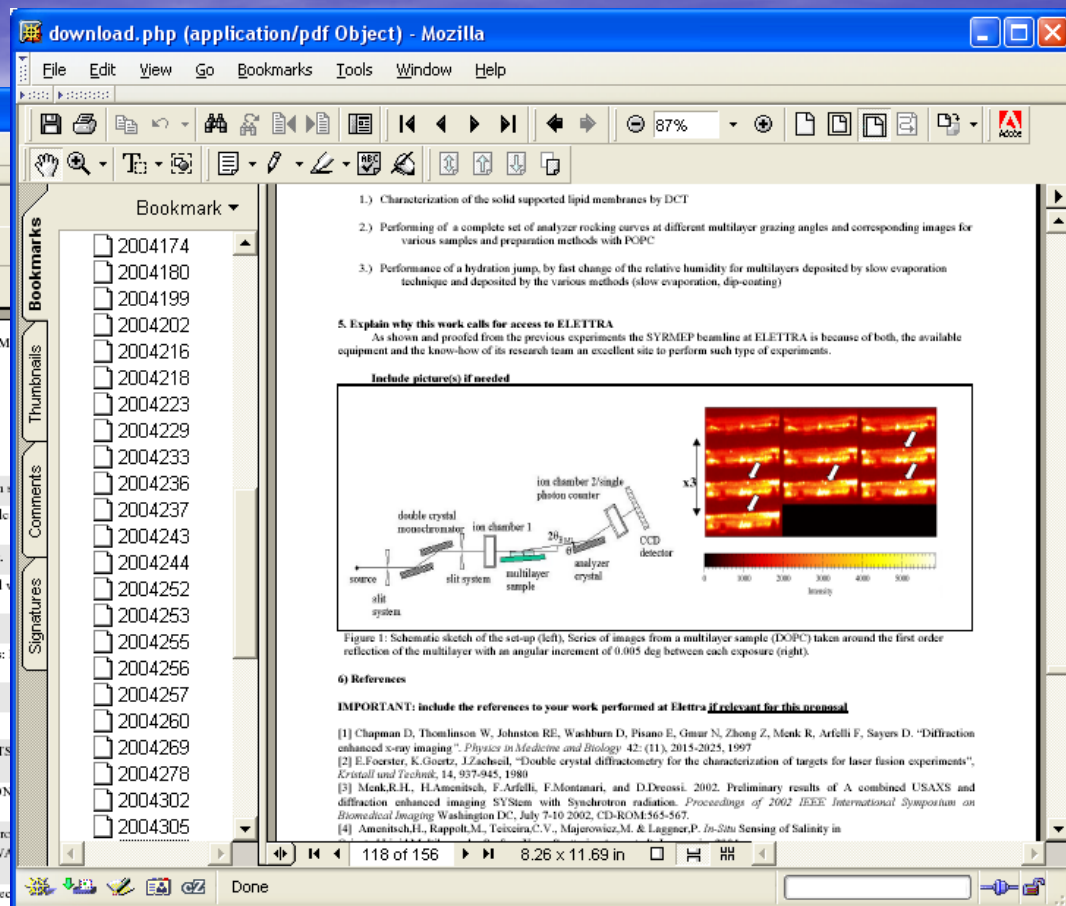 download.php (application/pdf Object) - Mozilla
File Edit View Go Bookmarks Tools Window Help
87%
Adobe
ABC
Bookmarks
Thumbnails
Comments
Signatures
Bookmark
2004174
2004180
2004199
2004202
2004216
2004218
2004223
2004229
2004233
2004236
2004237
2004243
2004244
2004252
2004253
2004255
2004256
2004257
2004260
2004269
2004278
2004302
2004305
1.) Characterization of the solid supported lipid membranes by DCT
2.) Performing of a complete set of analyzer rocking curves at different multilayer grazing angles and corresponding images for
various samples and preparation methods with POPC
3.) Performance of a hydration jump, by fast change of the relative humidity for multilayers deposited by slow evaporation
technique and deposited by the various methods (slow evaporation, dip-coating)
5. Explain why this work calls for access to ELETTRA
As shown and proofed from the previous experiments the SYRMEP beamline at ELETTRA is because of both, the available
equipment and the know-how of its research team an excellent site to perform such type of experiments.
Include picture(s) if needed
source
slit
system
double crystal
monochromator
slit system
ion chamber 1
multilayer
sample
2θ
θ
analyzer
crystal
ion chamber 2/single
photon counter
CCD
detector
x3
0 1000 2000 3000 4000 5000
Intensity
Figure 1: Schematic sketch of the set-up (left), Series of images from a multilayer sample (DOPC) taken around the first order
reflection of the multilayer with an angular increment of 0.005 deg between each exposure (right).
6) References
IMPORTANT: include the references to your work performed at Elettra if relevant for this proposal
[1] Chapman D, Thomlinson W, Johnston RE, Washburn D, Pisano E, Gmur N, Zhong Z, Menk R, Arfelli F, Sayers D. "Diffraction
enhanced x-ray imaging". Physics in Medicine and Biology 42: (11), 2015-2025, 1997
[2] E.Foerster, K.Goertz, J.Zachseil, "Double crystal diffractometry for the characterization of targets for laser fusion experiments",
Kristall und Technik, 14, 937-945, 1980
[3] Menk,R.H., H.Amenitsch, F.Arfelli, F.Montanari, and D.Dreossi. 2002. Preliminary results of A combined USAXS and
diffraction enhanced imaging SYStem with Synchrotron radiation. Proceedings of 2002 IEEE International Symposium on
Biomedical Imaging Washington DC, July 7-10 2002, CD-ROM:565-567.
[4] Amenitsch,H., Rappolt,M., Teixeira,C.V., Majerowicz,M. & Laggner,P. In-Situ Sensing of Salinity in
118 of 156
8.26 x 11.69 in
Done